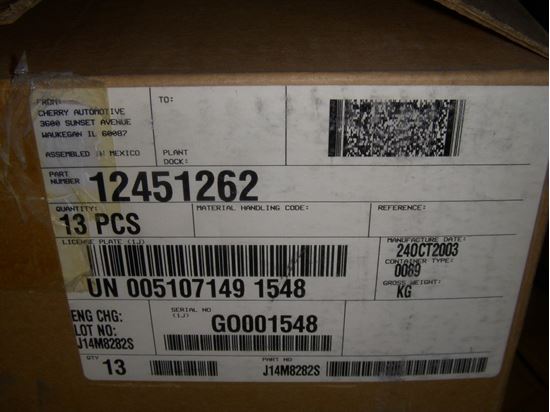 FROM:
CHERRY AUTOMOTIVE
3600 SUNSET AVENUE
WAUKEGAN IL 60087
ASSEMBLED IN MEXICO
TO:
PLANT
DOCK:
PART
NUMBER 12451262
QUANTITY:
13 PCS
MATERIAL HANDLING CODE:
REFERENCE:
LICENSE PLATE (1J)
UN 005107149 1548
MANUFACTURE DATE:
24OCT2003
CONTAINER TYPE:
0089
GROSS WEIGHT:
KG
ENG CHG:
LOT NO:
J14M8282S
SERIAL NO
(1J)
GO001548
QTY
13
PART NO
J14M8282S